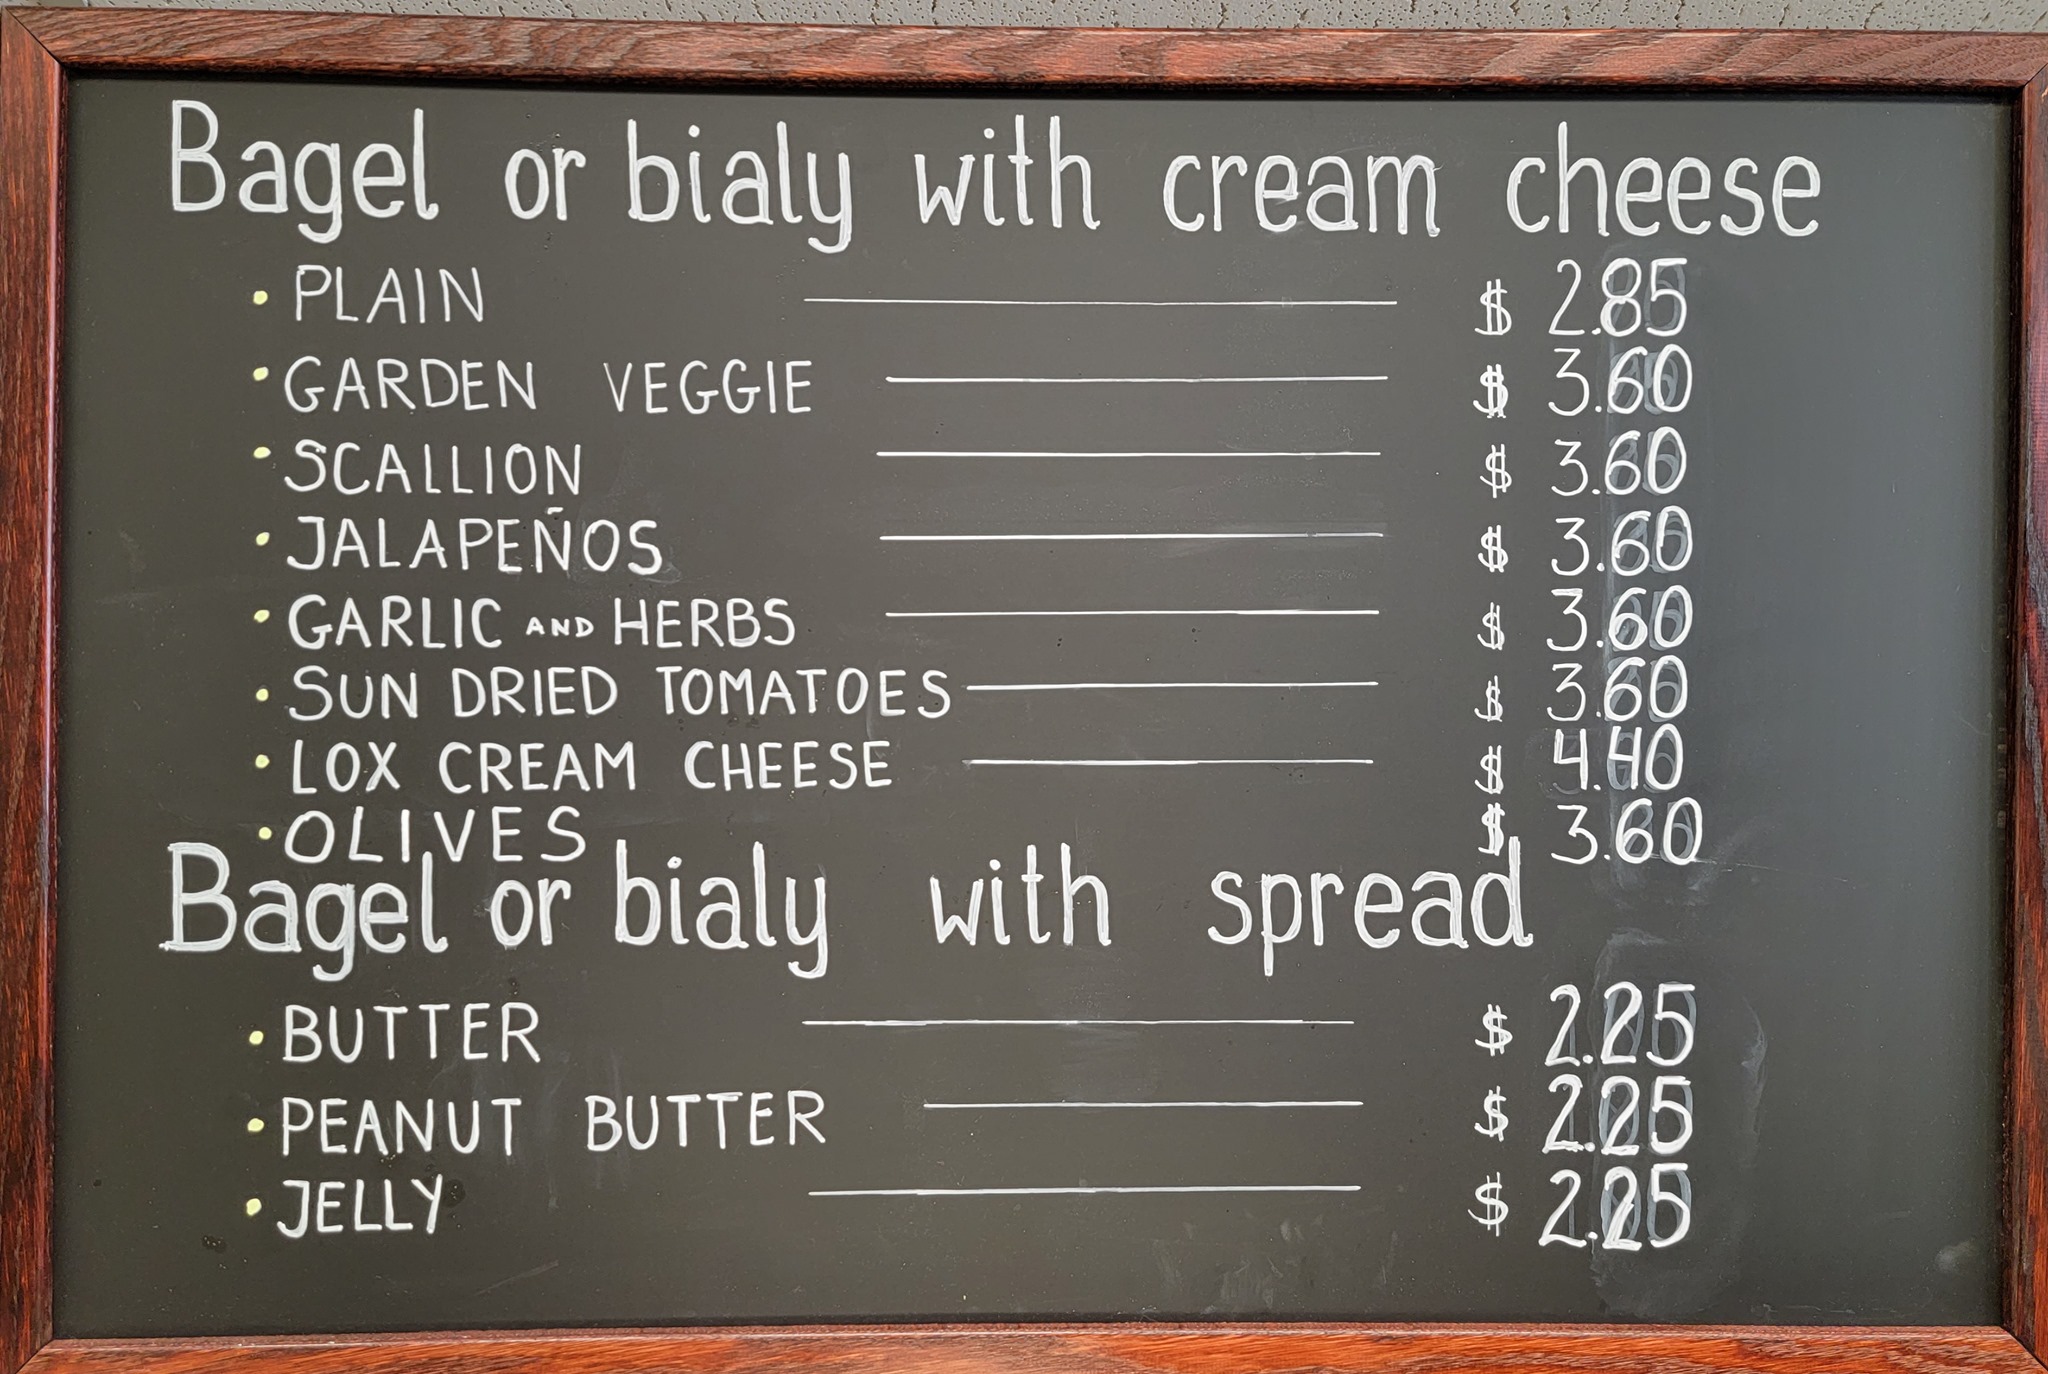 Bagel or bialy with cream cheese
• PLAIN $ 2.85
• GARDEN VEGGIE $ 3.60
• SCALLION $ 3.60
• JALAPEÑOS $ 3.60
• GARLIC AND HERBS $ 3.60
• SUN DRIED TOMATOES $ 3.60
• LOX CREAM CHEESE $ 4.40
• OLIVES $ 3.60
Bagel or bialy with spread
• BUTTER $ 2.25
• PEANUT BUTTER $ 2.25
• JELLY $ 2.25